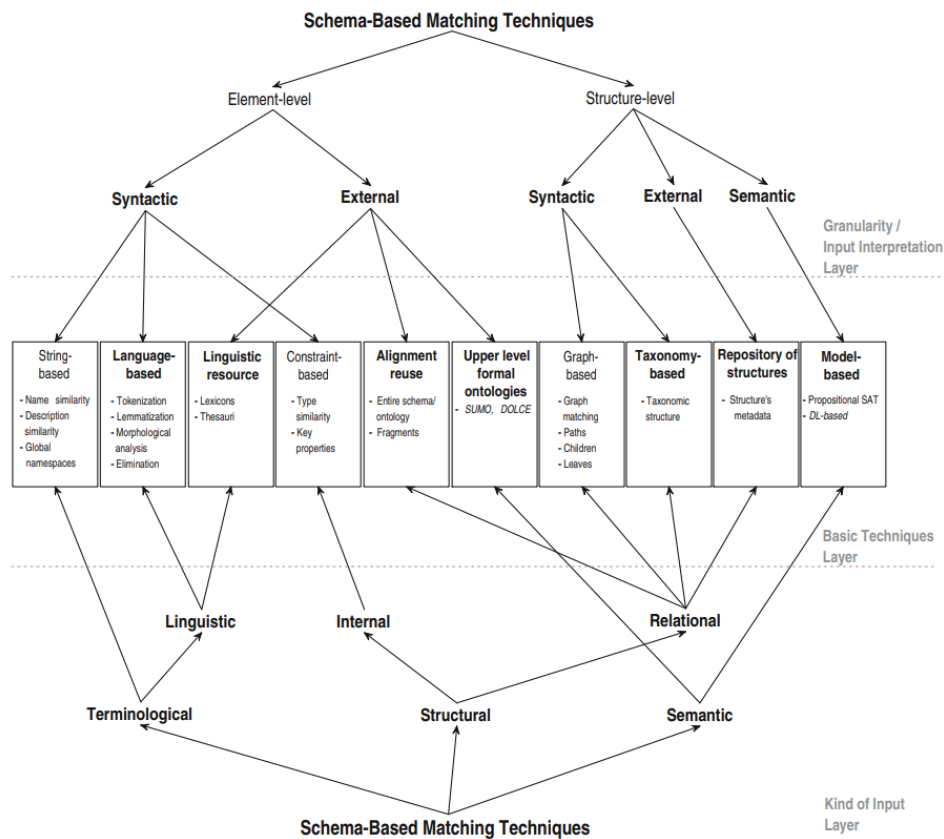 Schema-Based Matching Techniques
Element-level
Structure-level
Syntactic
External
Syntactic
External
Semantic
Granularity /
Input Interpretation
Layer
String-
based
- Name similarity
- Description
similarity
- Global
namespaces
Language-
based
- Tokenization
- Lemmatization
- Morphological
analysis
- Elimination
Linguistic
resource
- Lexicons
- Thesauri
Constraint-
based
- Type
similarity
- Key
properties
Alignment
reuse
- Entire schema/
ontology
- Fragments
Upper level
formal
ontologies
- SUMO, DOLCE
Graph-
based
- Graph
matching
- Paths
- Children
- Leaves
Taxonomy-
based
- Taxonomic
structure
Repository of
structures
- Structure's
metadata
Model-
based
- Propositional SAT
- DL-based
Basic Techniques
Layer
Linguistic
Internal
Relational
Terminological
Structural
Semantic
Kind of Input
Layer
Schema-Based Matching Techniques